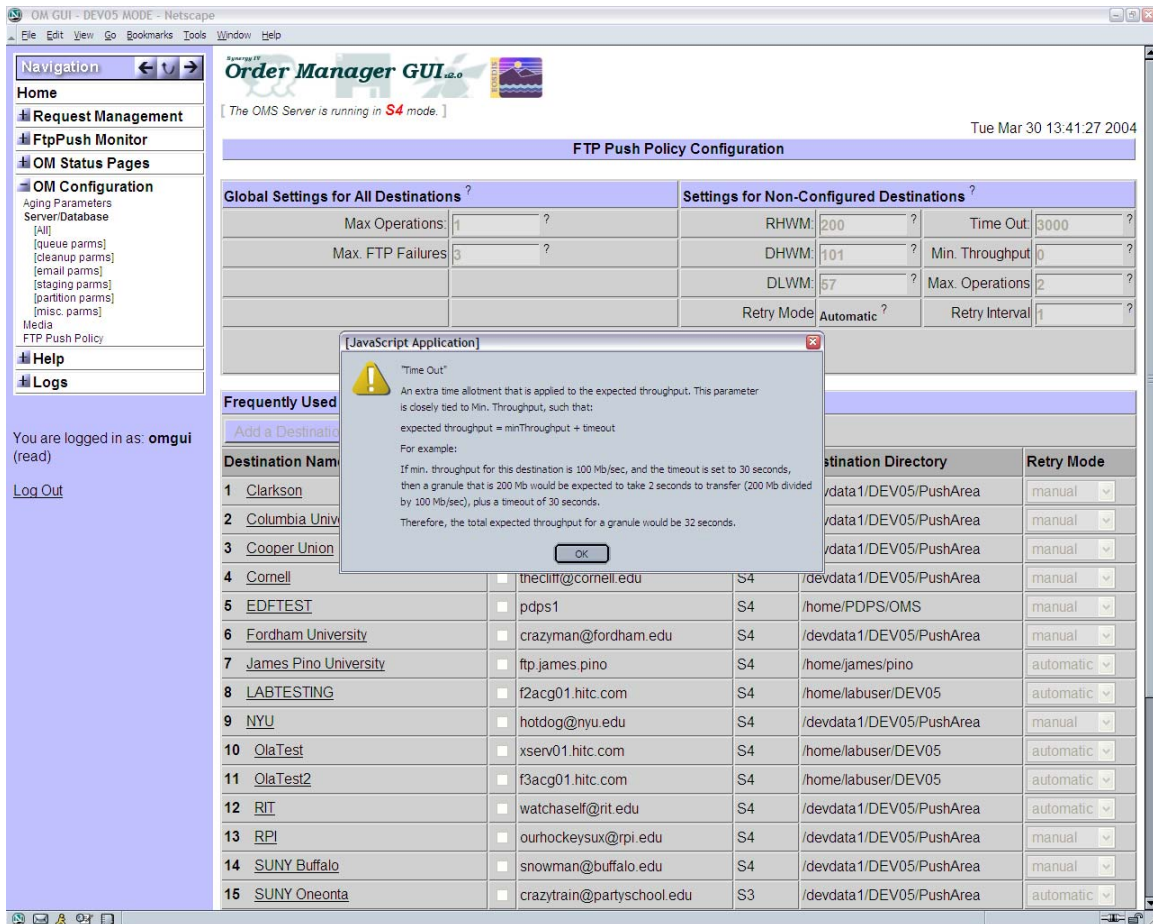 OM GUI - DEV05 MODE - Netscape
File Edit View Go Bookmarks Tools Window Help
Navigation
Home
Request Management
FtpPush Monitor
OM Status Pages
OM Configuration
Aging Parameters
Server/Database
[All]
[queue parms]
[cleanup parms]
[email parms]
[staging parms]
[partition parms]
[misc. parms]
Media
FTP Push Policy
Help
Logs
You are logged in as: omgui
(read)
Log Out
Synergy IV
Order Manager GUI
[ The OMS Server is running in S4 mode. ]
Tue Mar 30 13:41:27 2004
FTP Push Policy Configuration
Global Settings for All Destinations ? Settings for Non-Configured Destinations ?
Max Operations: 1 ? RHWM: 200 ? Time Out: 3000 ?
Max. FTP Failures 3 ? DHWM: 101 ? Min. Throughput 0 ?
DLWM: 57 ? Max. Operations 2 ?
Retry Mode Automatic ? Retry Interval 1 ?
[JavaScript Application]
"Time Out"
An extra time allotment that is applied to the expected throughput. This parameter
is closely tied to Min. Throughput, such that:
expected throughput = minThroughput + timeout
For example:
If min. throughput for this destination is 100 Mb/sec, and the timeout is set to 30 seconds,
then a granule that is 200 Mb would be expected to take 2 seconds to transfer (200 Mb divided
by 100 Mb/sec), plus a timeout of 30 seconds.
Therefore, the total expected throughput for a granule would be 32 seconds.
OK
Frequently Used
Add a Destinatio
Destination Nam stination Directory Retry Mode
1 Clarkson vdata1/DEV05/PushArea manual
2 Columbia Unive vdata1/DEV05/PushArea manual
3 Cooper Union vdata1/DEV05/PushArea manual
4 Cornell thecliff@cornell.edu S4 /devdata1/DEV05/PushArea manual
5 EDFTEST pdps1 S4 /home/PDPS/OMS manual
6 Fordham University crazyman@fordham.edu S4 /devdata1/DEV05/PushArea manual
7 James Pino University ftp.james.pino S4 /home/james/pino automatic
8 LABTESTING f2acg01.hitc.com S4 /home/labuser/DEV05 automatic
9 NYU hotdog@nyu.edu S4 /devdata1/DEV05/PushArea manual
10 OlaTest xserv01.hitc.com S4 /home/labuser/DEV05 automatic
11 OlaTest2 f3acg01.hitc.com S4 /home/labuser/DEV05 automatic
12 RIT watchaself@rit.edu S4 /devdata1/DEV05/PushArea automatic
13 RPI ourhockeysux@rpi.edu S4 /devdata1/DEV05/PushArea manual
14 SUNY Buffalo snowman@buffalo.edu S4 /devdata1/DEV05/PushArea manual
15 SUNY Oneonta crazytrain@partyschool.edu S3 /devdata1/DEV05/PushArea automatic